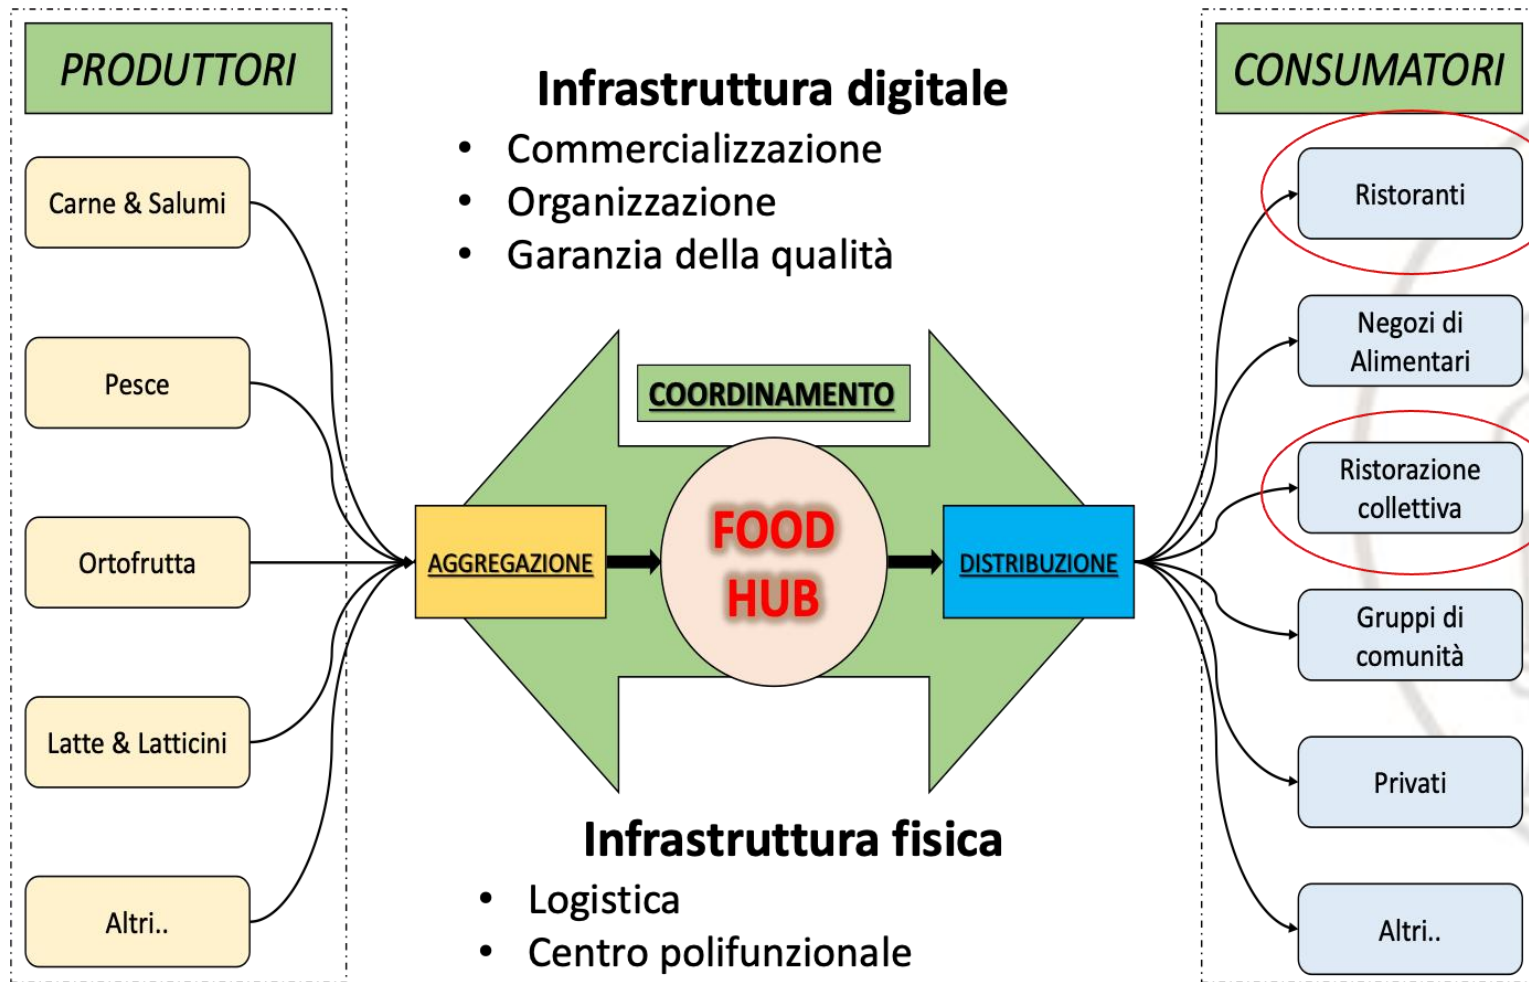 PRODUTTORI
Carne & Salumi
Pesce
Ortofrutta
Latte & Latticini
Altri..
Infrastruttura digitale
• Commercializzazione
• Organizzazione
• Garanzia della qualità
COORDINAMENTO
AGGREGAZIONE
FOOD
HUB
DISTRIBUZIONE
Infrastruttura fisica
• Logistica
• Centro polifunzionale
CONSUMATORI
Ristoranti
Negozi di
Alimentari
Ristorazione
collettiva
Gruppi di
comunità
Privati
Altri..